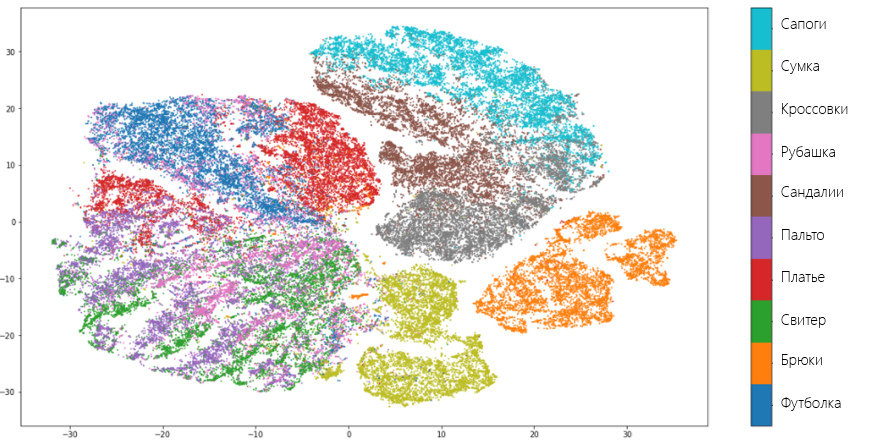 30
20
10
0
−10
−20
−30
−30
−20
−10
0
10
20
30
Сапоги
Сумка
Кроссовки
Рубашка
Сандалии
Пальто
Платье
Свитер
Брюки
Футболка